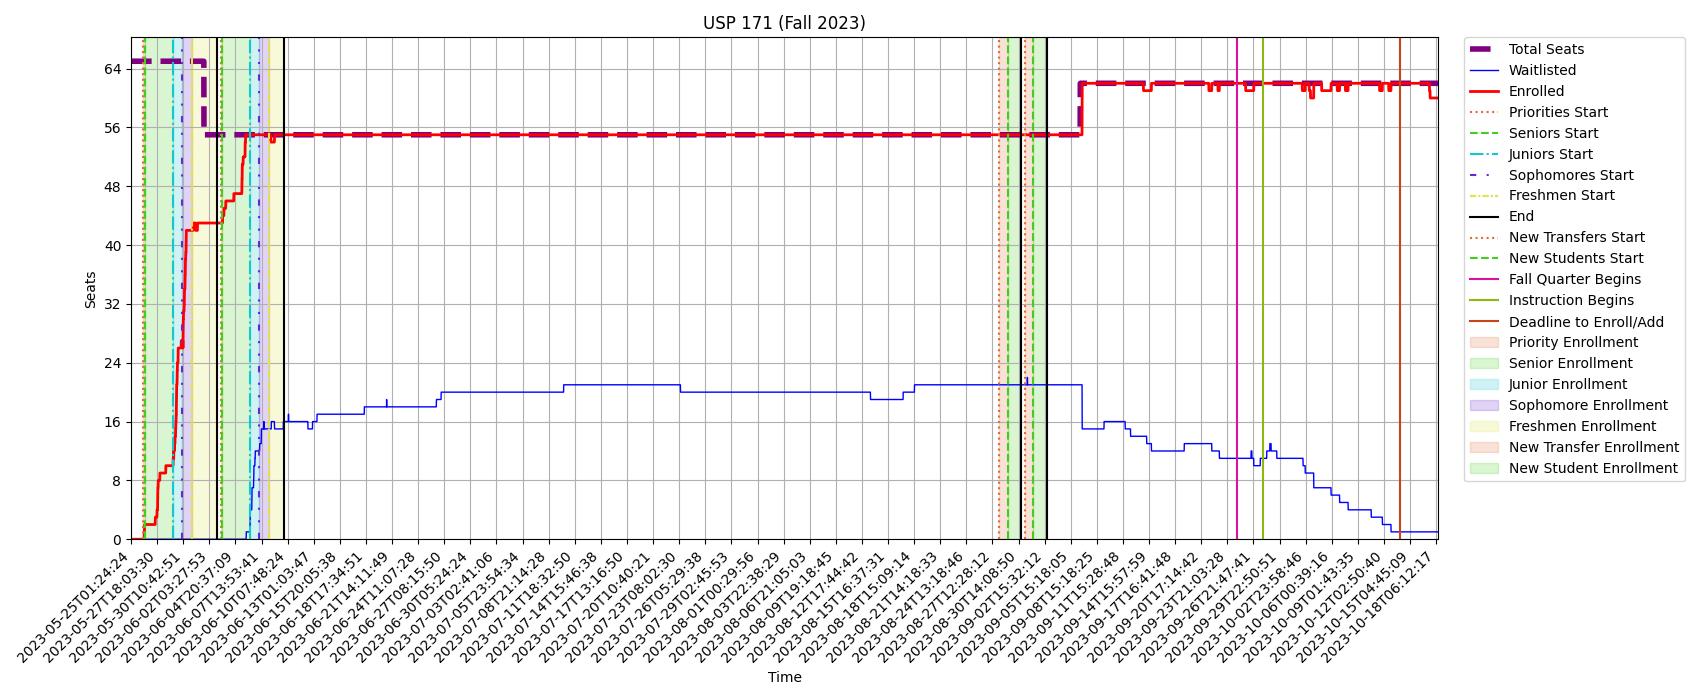 USP 171 (Fall 2023)
Seats
64
56
48
40
32
24
16
8
0
2023-05-25T01:24:24
2023-05-27T18:03:30
2023-05-30T10:42:51
2023-06-02T03:27:53
2023-06-04T20:37:09
2023-06-07T13:53:41
2023-06-10T07:48:24
2023-06-13T01:03:47
2023-06-15T20:05:38
2023-06-18T17:34:51
2023-06-21T14:11:49
2023-06-24T11:07:28
2023-06-27T08:15:50
2023-06-30T05:24:24
2023-07-03T02:41:06
2023-07-05T23:54:34
2023-07-08T21:14:28
2023-07-11T18:32:50
2023-07-14T15:46:38
2023-07-17T13:16:50
2023-07-20T10:40:21
2023-07-23T08:02:30
2023-07-26T05:29:38
2023-07-29T02:45:53
2023-08-01T00:29:56
2023-08-03T22:38:29
2023-08-06T21:05:03
2023-08-09T19:18:45
2023-08-12T17:44:42
2023-08-15T16:37:31
2023-08-18T15:09:14
2023-08-21T14:18:33
2023-08-24T13:18:46
2023-08-27T12:28:12
2023-08-30T14:08:50
2023-09-02T15:32:12
2023-09-05T15:18:05
2023-09-08T15:18:25
2023-09-11T15:28:48
2023-09-14T15:57:59
2023-09-17T16:41:48
2023-09-20T17:14:42
2023-09-23T21:03:28
2023-09-26T21:47:41
2023-09-29T22:50:51
2023-10-02T23:58:46
2023-10-06T00:39:16
2023-10-09T01:43:35
2023-10-12T02:50:40
2023-10-15T04:45:09
2023-10-18T06:12:17
Time
Total Seats
Waitlisted
Enrolled
Priorities Start
Seniors Start
Juniors Start
Sophomores Start
Freshmen Start
End
New Transfers Start
New Students Start
Fall Quarter Begins
Instruction Begins
Deadline to Enroll/Add
Priority Enrollment
Senior Enrollment
Junior Enrollment
Sophomore Enrollment
Freshmen Enrollment
New Transfer Enrollment
New Student Enrollment